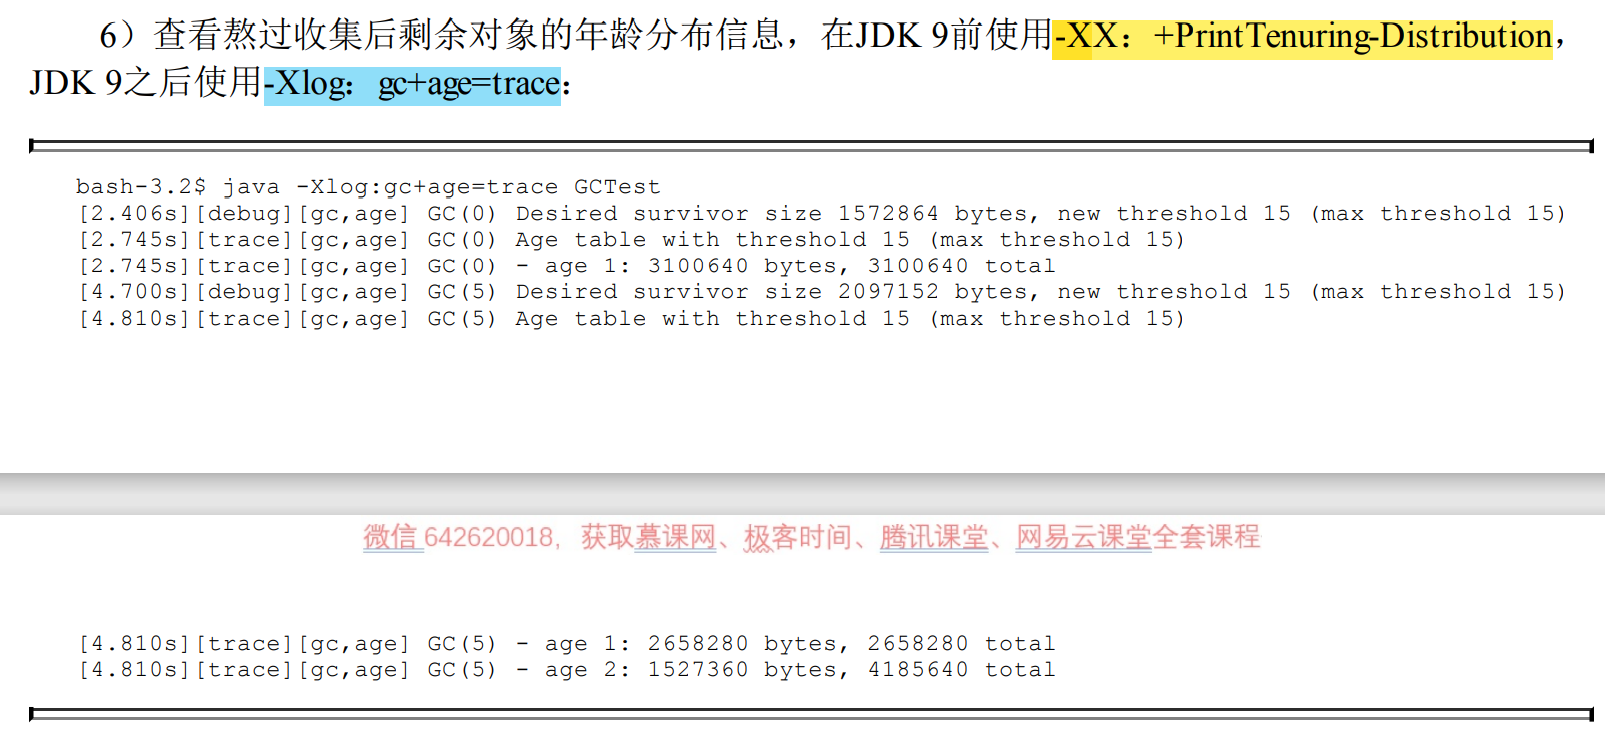 6）查看熬过收集后剩余对象的年龄分布信息，在JDK 9前使用-XX：+PrintTenuring-Distribution，
JDK 9之后使用-Xlog：gc+age=trace：
bash-3.2$ java -Xlog:gc+age=trace GCTest
[2.406s][debug][gc,age] GC(0) Desired survivor size 1572864 bytes, new threshold 15 (max threshold 15)
[2.745s][trace][gc,age] GC(0) Age table with threshold 15 (max threshold 15)
[2.745s][trace][gc,age] GC(0) - age 1: 3100640 bytes, 3100640 total
[4.700s][debug][gc,age] GC(5) Desired survivor size 2097152 bytes, new threshold 15 (max threshold 15)
[4.810s][trace][gc,age] GC(5) Age table with threshold 15 (max threshold 15)
微信 642620018，获取慕课网、极客时间、腾讯课堂、网易云课堂全套课程
[4.810s][trace][gc,age] GC(5) - age 1: 2658280 bytes, 2658280 total
[4.810s][trace][gc,age] GC(5) - age 2: 1527360 bytes, 4185640 total